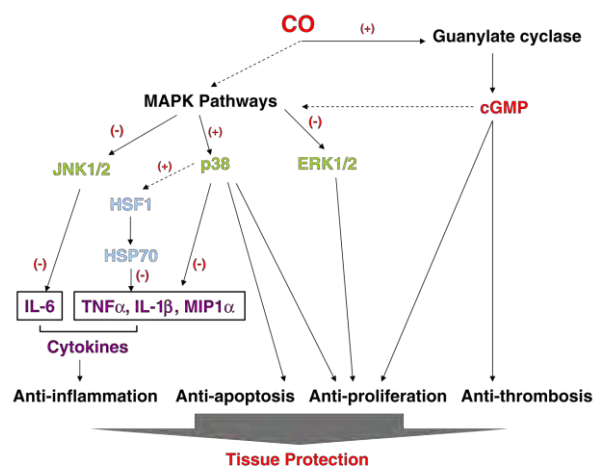 CO
(+)
Guanylate cyclase
MAPK Pathways
cGMP
(-)
(+)
(-)
JNK1/2
(+)
p38
ERK1/2
HSF1
HSP70
(-)
(-)
(-)
IL-6
TNFα, IL-1β, MIP1α
Cytokines
Anti-inflammation
Anti-apoptosis
Anti-proliferation
Anti-thrombosis
Tissue Protection